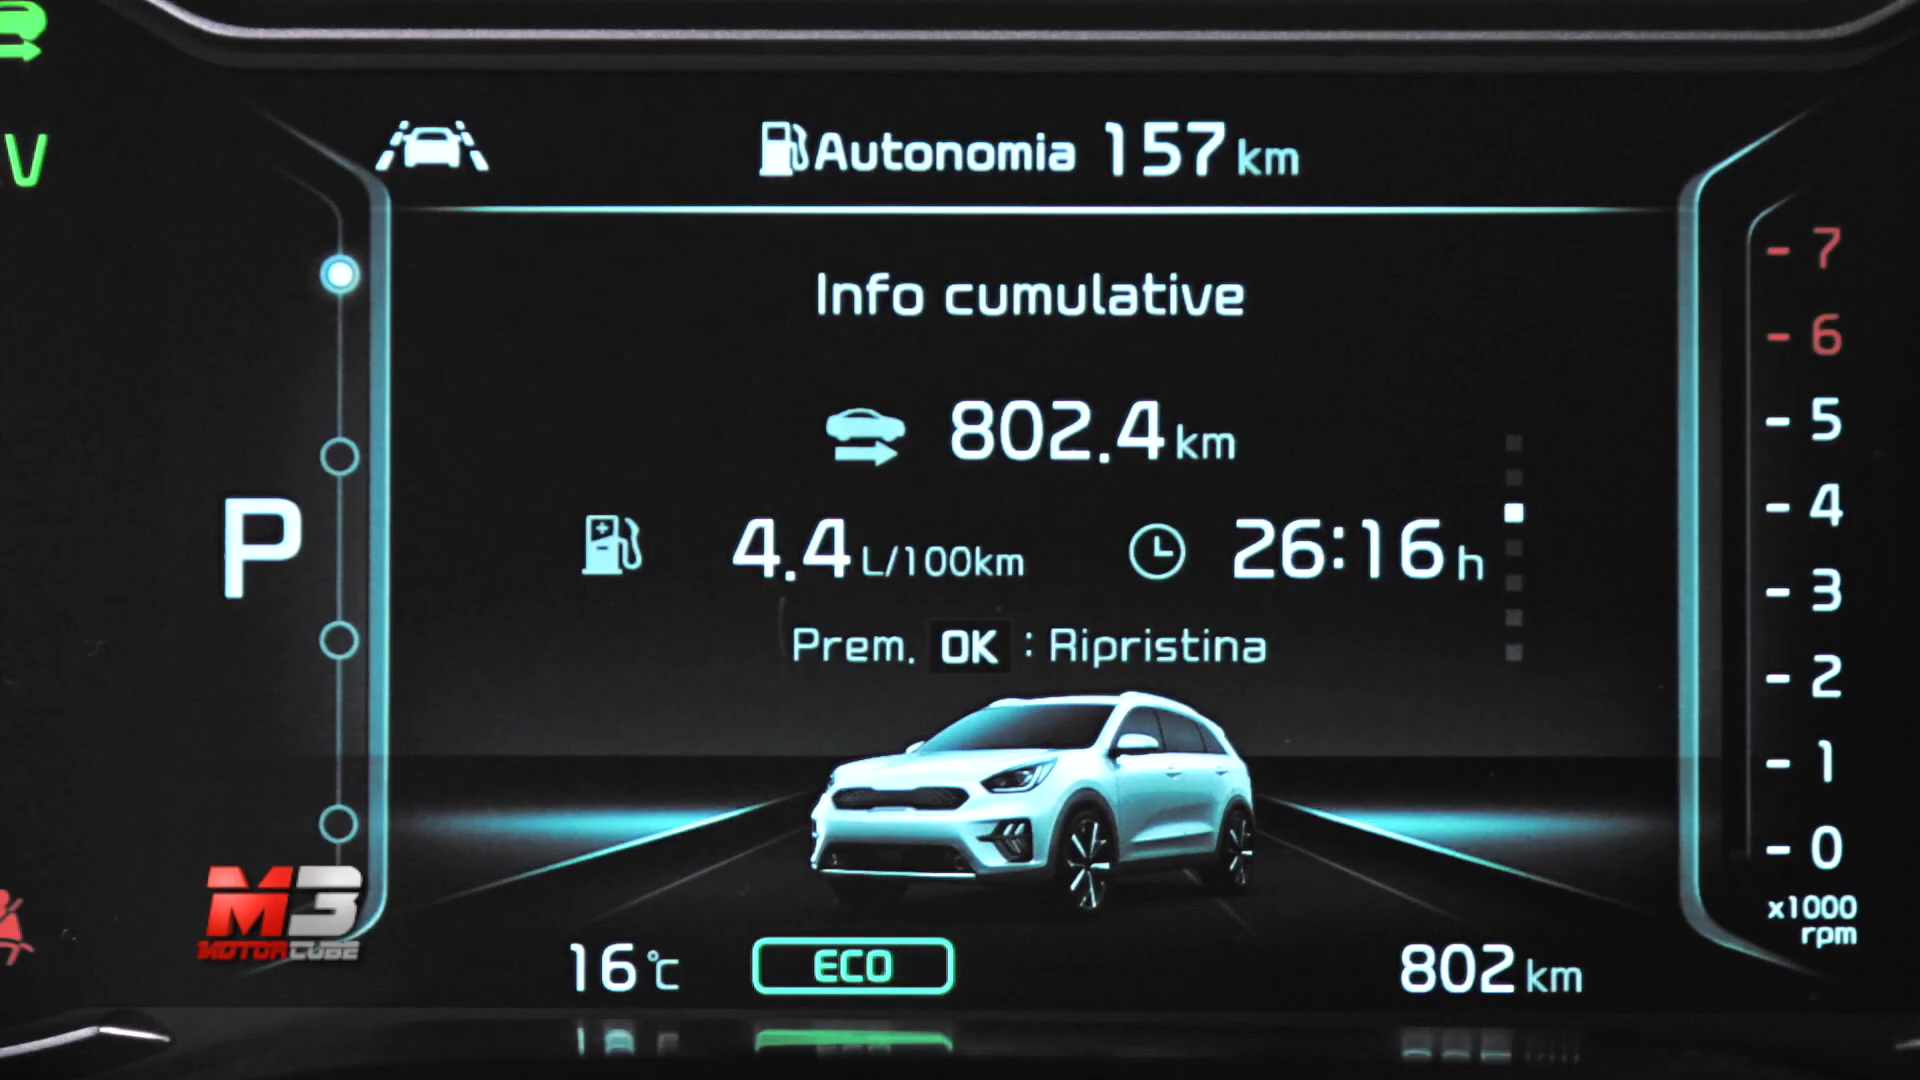 Autonomia 157 km
V
Info cumulative
802.4 km
4.4 L/100km 26:16 h
Prem. OK : Ripristina
P
7
6
5
4
3
2
1
0
x1000
rpm
M3
MOTORCUBE
16 °C ECO 802 km